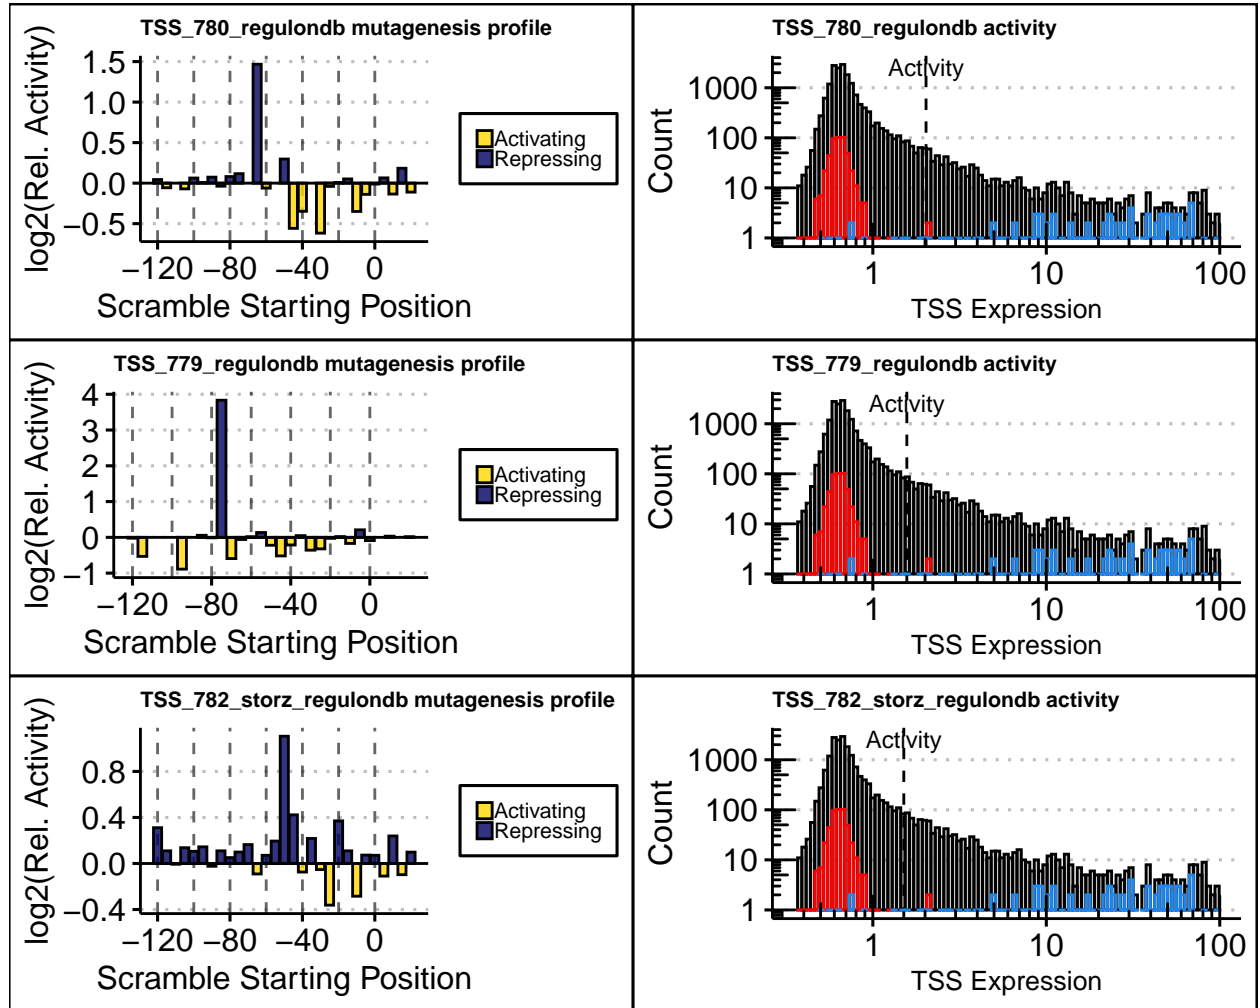 TSS_780_regulondb mutagenesis profile
log2(Rel. Activity)
1.5
1.0
0.5
0.0
−0.5
−120 −80 −40 0
Scramble Starting Position
Activating
Repressing
TSS_780_regulondb activity
Activity
Count
1000
100
10
1
1 10 100
TSS Expression
TSS_779_regulondb mutagenesis profile
log2(Rel. Activity)
4
3
2
1
0
−1
−120 −80 −40 0
Scramble Starting Position
Activating
Repressing
TSS_779_regulondb activity
Activity
Count
1000
100
10
1
1 10 100
TSS Expression
TSS_782_storz_regulondb mutagenesis profile
log2(Rel. Activity)
0.8
0.4
0.0
−0.4
−120 −80 −40 0
Scramble Starting Position
Activating
Repressing
TSS_782_storz_regulondb activity
Activity
Count
1000
100
10
1
1 10 100
TSS Expression